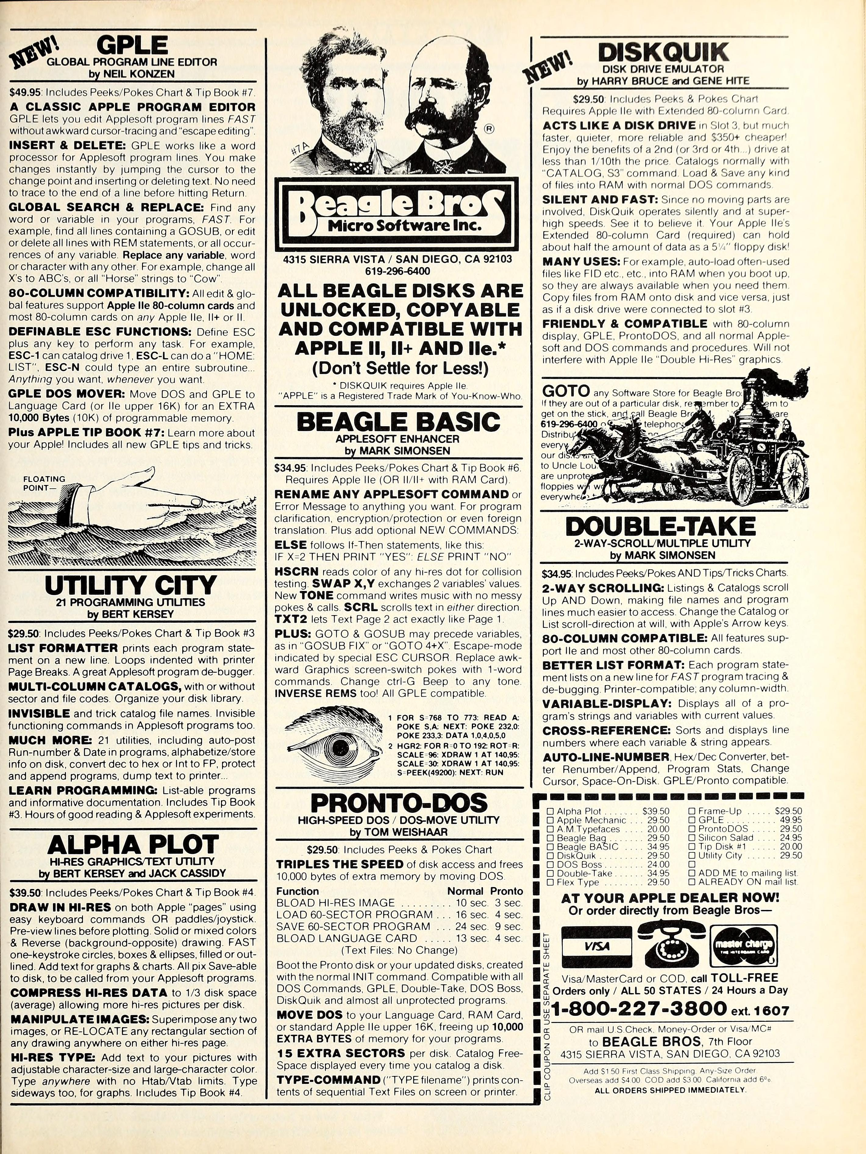 NEW!
GPLE
GLOBAL PROGRAM LINE EDITOR
by NEIL KONZEN
$49.95: Includes Peeks/Pokes Chart & Tip Book #7.
A CLASSIC APPLE PROGRAM EDITOR
GPLE lets you edit Applesoft program lines FAST
without awkward cursor-tracing and "escape editing".
INSERT & DELETE: GPLE works like a word
processor for Applesoft program lines. You make
changes instantly by jumping the cursor to the
change point and inserting or deleting text. No need
to trace to the end of a line before hitting Return.
GLOBAL SEARCH & REPLACE: Find any
word or variable in your programs, FAST. For
example, find all lines containing a GOSUB, or edit
or delete all lines with REM statements, or all occur-
rences of any variable. Replace any variable, word
or character with any other. For example, change all
X's to ABC's, or all "Horse" strings to "Cow".
80-COLUMN COMPATIBILITY: All edit & glo-
bal features support Apple IIe 80-column cards and
most 80-column cards on any Apple IIe, II+ or II.
DEFINABLE ESC FUNCTIONS: Define ESC
plus any key to perform any task. For example,
ESC-1 can catalog drive 1, ESC-L can do a "HOME:
LIST", ESC-N could type an entire subroutine...
Anything you want, whenever you want.
GPLE DOS MOVER: Move DOS and GPLE to
Language Card (or IIe upper 16K) for an EXTRA
10,000 Bytes (10K) of programmable memory.
Plus APPLE TIP BOOK #7: Learn more about
your Apple! Includes all new GPLE tips and tricks.
FLOATING
POINT—
UTILITY CITY
21 PROGRAMMING UTILITIES
by BERT KERSEY
$29.50: Includes Peeks/Pokes Chart & Tip Book #3
LIST FORMATTER prints each program state-
ment on a new line. Loops indented with printer
Page Breaks. A great Applesoft program de-bugger.
MULTI-COLUMN CATALOGS, with or without
sector and file codes. Organize your disk library.
INVISIBLE and trick catalog file names. Invisible
functioning commands in Applesoft programs too.
MUCH MORE: 21 utilities, including auto-post
Run-number & Date in programs, alphabetize/store
info on disk, convert dec to hex or Int to FP, protect
and append programs, dump text to printer...
LEARN PROGRAMMING: List-able programs
and informative documentation. Includes Tip Book
#3. Hours of good reading & Applesoft experiments.
ALPHA PLOT
HI-RES GRAPHICS/TEXT UTILITY
by BERT KERSEY and JACK CASSIDY
$39.50: Includes Peeks/Pokes Chart & Tip Book #4.
DRAW IN HI-RES on both Apple "pages" using
easy keyboard commands OR paddles/joystick.
Pre-view lines before plotting. Solid or mixed colors
& Reverse (background-opposite) drawing. FAST
one-keystroke circles, boxes & ellipses, filled or out-
lined. Add text for graphs & charts. All pix Save-able
to disk, to be called from your Applesoft programs.
COMPRESS HI-RES DATA to 1/3 disk space
(average) allowing more hi-res pictures per disk.
MANIPULATE IMAGES: Superimpose any two
images, or RE-LOCATE any rectangular section of
any drawing anywhere on either hi-res page.
HI-RES TYPE: Add text to your pictures with
adjustable character-size and large-character color.
Type anywhere with no Htab/Vtab limits. Type
sideways too, for graphs. Includes Tip Book #4.
#7A
®
Beagle Bros
Micro Software Inc.
4315 SIERRA VISTA / SAN DIEGO, CA 92103
619-296-6400
ALL BEAGLE DISKS ARE
UNLOCKED, COPYABLE
AND COMPATIBLE WITH
APPLE II, II+ AND IIe.*
(Don't Settle for Less!)
* DISKQUIK requires Apple IIe.
"APPLE" is a Registered Trade Mark of You-Know-Who.
BEAGLE BASIC
APPLESOFT ENHANCER
by MARK SIMONSEN
$34.95: Includes Peeks/Pokes Chart & Tip Book #6.
Requires Apple IIe (OR II/II+ with RAM Card).
RENAME ANY APPLESOFT COMMAND or
Error Message to anything you want. For program
clarification, encryption/protection or even foreign
translation. Plus add optional NEW COMMANDS:
ELSE follows If-Then statements, like this:
IF X=2 THEN PRINT "YES": ELSE PRINT "NO"
HSCRN reads color of any hi-res dot for collision
testing. SWAP X,Y exchanges 2 variables' values.
New TONE command writes music with no messy
pokes & calls. SCRL scrolls text in either direction.
TXT2 lets Text Page 2 act exactly like Page 1.
PLUS: GOTO & GOSUB may precede variables,
as in "GOSUB FIX" or "GOTO 4+X". Escape-mode
indicated by special ESC CURSOR. Replace awk-
ward Graphics screen-switch pokes with 1-word
commands. Change ctrl-G Beep to any tone.
INVERSE REMS too! All GPLE compatible.
1 FOR S=768 TO 773: READ A:
POKE S,A: NEXT: POKE 232,0:
POKE 233,3: DATA 1,0,4,0,5,0
2 HGR2: FOR R=0 TO 192: ROT=R:
SCALE=96: XDRAW 1 AT 140,95:
SCALE=30: XDRAW 1 AT 140,95:
S=PEEK(49200): NEXT: RUN
PRONTO-DOS
HIGH-SPEED DOS / DOS-MOVE UTILITY
by TOM WEISHAAR
$29.50: Includes Peeks & Pokes Chart
TRIPLES THE SPEED of disk access and frees
10,000 bytes of extra memory by moving DOS.
Function Normal Pronto
BLOAD HI-RES IMAGE ......... 10 sec. 3 sec.
LOAD 60-SECTOR PROGRAM ... 16 sec. 4 sec.
SAVE 60-SECTOR PROGRAM ... 24 sec. 9 sec.
BLOAD LANGUAGE CARD ..... 13 sec. 4 sec.
(Text Files: No Change)
Boot the Pronto disk or your updated disks, created
with the normal INIT command. Compatible with all
DOS Commands, GPLE, Double-Take, DOS Boss,
DiskQuik and almost all unprotected programs.
MOVE DOS to your Language Card, RAM Card,
or standard Apple IIe upper 16K, freeing up 10,000
EXTRA BYTES of memory for your programs.
15 EXTRA SECTORS per disk. Catalog Free-
Space displayed every time you catalog a disk.
TYPE-COMMAND ("TYPE filename") prints con-
tents of sequential Text Files on screen or printer.
NEW!
DISKQUIK
DISK DRIVE EMULATOR
by HARRY BRUCE and GENE HITE
$29.50: Includes Peeks & Pokes Chart
Requires Apple IIe with Extended 80-column Card.
ACTS LIKE A DISK DRIVE in Slot 3, but much
faster, quieter, more reliable and $350+ cheaper!
Enjoy the benefits of a 2nd (or 3rd or 4th...) drive at
less than 1/10th the price. Catalogs normally with
"CATALOG, S3" command. Load & Save any kind
of files into RAM with normal DOS commands.
SILENT AND FAST: Since no moving parts are
involved, DiskQuik operates silently and at super-
high speeds. See it to believe it. Your Apple IIe's
Extended 80-column Card (required) can hold
about half the amount of data as a 5¼" floppy disk!
MANY USES: For example, auto-load often-used
files like FID etc., etc., into RAM when you boot up,
so they are always available when you need them.
Copy files from RAM onto disk and vice versa, just
as if a disk drive were connected to slot #3.
FRIENDLY & COMPATIBLE with 80-column
display, GPLE, ProntoDOS, and all normal Apple-
soft and DOS commands and procedures. Will not
interfere with Apple IIe "Double Hi-Res" graphics.
GOTO any Software Store for Beagle Bros
If they are out of a particular disk, remember to them to
get on the stick, and call Beagle
619-296-6400 telephone
every
our disks are
to Uncle Lou
are
floppies
DOUBLE-TAKE
2-WAY-SCROLL/MULTIPLE UTILITY
by MARK SIMONSEN
$34.95: Includes Peeks/Pokes AND Tips/Tricks Charts.
2-WAY SCROLLING: Listings & Catalogs scroll
Up AND Down, making file names and program
lines much easier to access. Change the Catalog or
List scroll-direction at will, with Apple's Arrow keys.
80-COLUMN COMPATIBLE: All features sup-
port IIe and most other 80-column cards.
BETTER LIST FORMAT: Each program state-
ment lists on a new line for FAST program tracing &
de-bugging. Printer-compatible; any column-width.
VARIABLE-DISPLAY: Displays all of a pro-
gram's strings and variables with current values.
CROSS-REFERENCE: Sorts and displays line
numbers where each variable & string appears.
AUTO-LINE-NUMBER, Hex/Dec Converter, bet-
ter Renumber/Append, Program Stats, Change
Cursor, Space-On-Disk. GPLE/Pronto compatible.
CLIP COUPON OR USE SEPARATE SHEET
☐ Alpha Plot ....... $39.50 ☐ Frame-Up ..... $29.50
☐ Apple Mechanic .. 29.50 ☐ GPLE .......... 49.95
☐ A.M. Typefaces ... 20.00 ☐ ProntoDOS ..... 29.50
☐ Beagle Bag ....... 29.50 ☐ Silicon Salad .... 24.95
☐ Beagle BASIC .... 34.95 ☐ Tip Disk #1 ..... 20.00
☐ DiskQuik ......... 29.50 ☐ Utility City ....... 29.50
☐ DOS Boss ........ 24.00
☐ Double-Take ...... 34.95 ☐ ADD ME to mailing list.
☐ Flex Type ........ 29.50 ☐ ALREADY ON mail list.
AT YOUR APPLE DEALER NOW!
Or order directly from Beagle Bros—
VISA
master charge
THE INTERBANK CARD
Visa/MasterCard or COD, call TOLL-FREE
Orders only / ALL 50 STATES / 24 Hours a Day
1-800-227-3800 ext. 1607
OR mail U.S. Check, Money-Order or Visa/MC#
to BEAGLE BROS, 7th Floor
4315 SIERRA VISTA, SAN DIEGO, CA 92103
Add $1.50 First Class Shipping, Any-Size Order
Overseas add $4.00. COD add $3.00. California add 6%.
ALL ORDERS SHIPPED IMMEDIATELY.